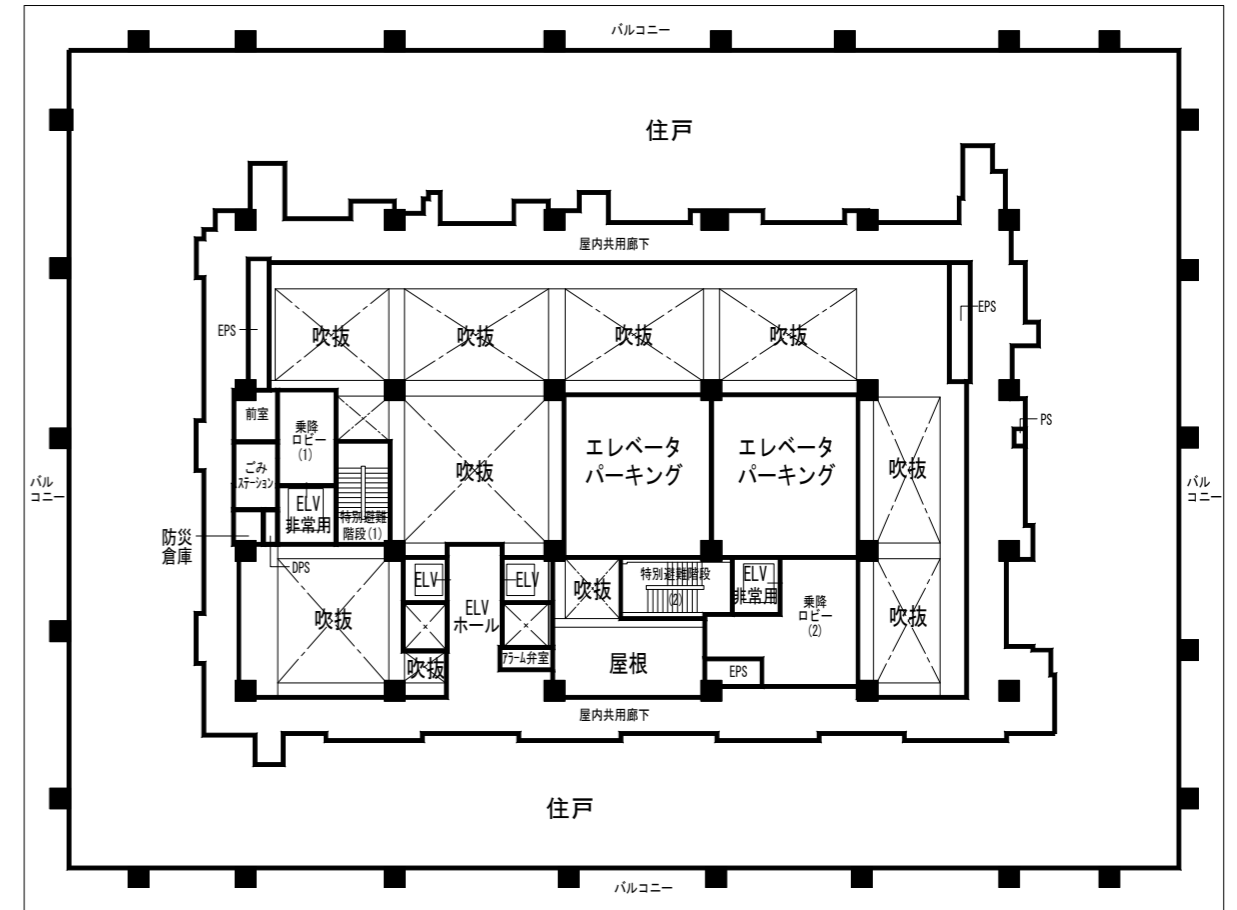 バルコニー
住戸
屋内共用廊下
EPS
吹抜
吹抜
吹抜
吹抜
EPS
前室
乗降
ロビー
(1)
ごみ
ステーション
ELV
非常用
特別避難
階段(1)
吹抜
エレベータ
パーキング
エレベータ
パーキング
吹抜
PS
バル
コニー
バル
コニー
防災
倉庫
DPS
吹抜
ELV
ELV
ホール
ELV
アラーム弁室
吹抜
吹抜
特別避難階段
(2)
ELV
非常用
乗降
ロビー
(2)
吹抜
屋根
EPS
屋内共用廊下
住戸
バルコニー